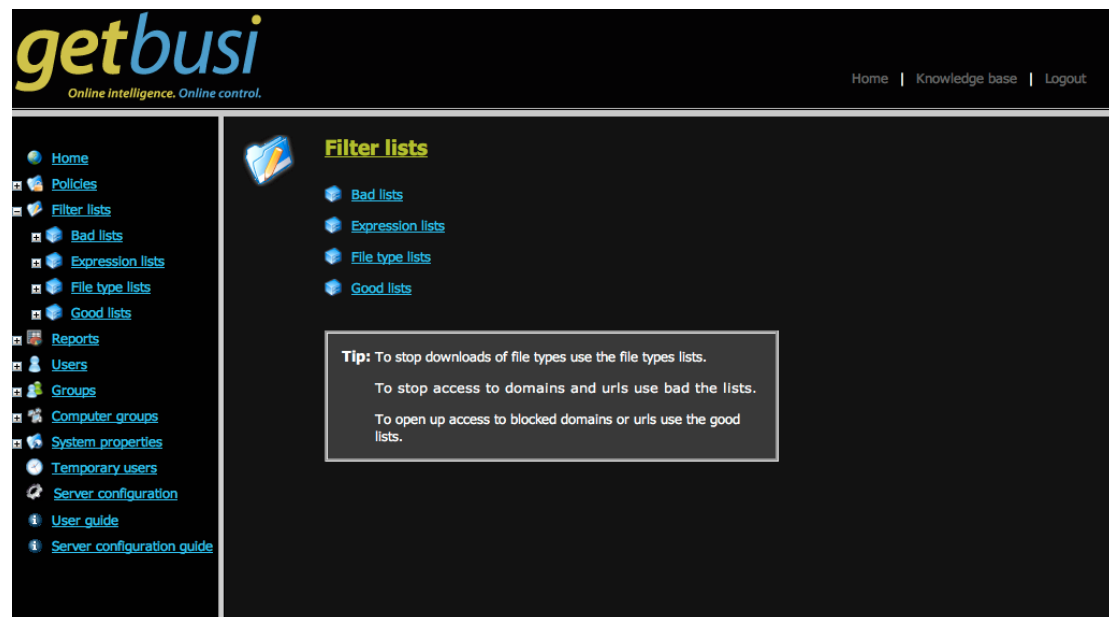 getbusi
Online intelligence. Online control.
Home | Knowledge base | Logout
Home
Policies
Filter lists
Bad lists
Expression lists
File type lists
Good lists
Reports
Users
Groups
Computer groups
System properties
Temporary users
Server configuration
User guide
Server configuration guide
Filter lists
Bad lists
Expression lists
File type lists
Good lists
Tip: To stop downloads of file types use the file types lists.
To stop access to domains and urls use bad the lists.
To open up access to blocked domains or urls use the good
lists.